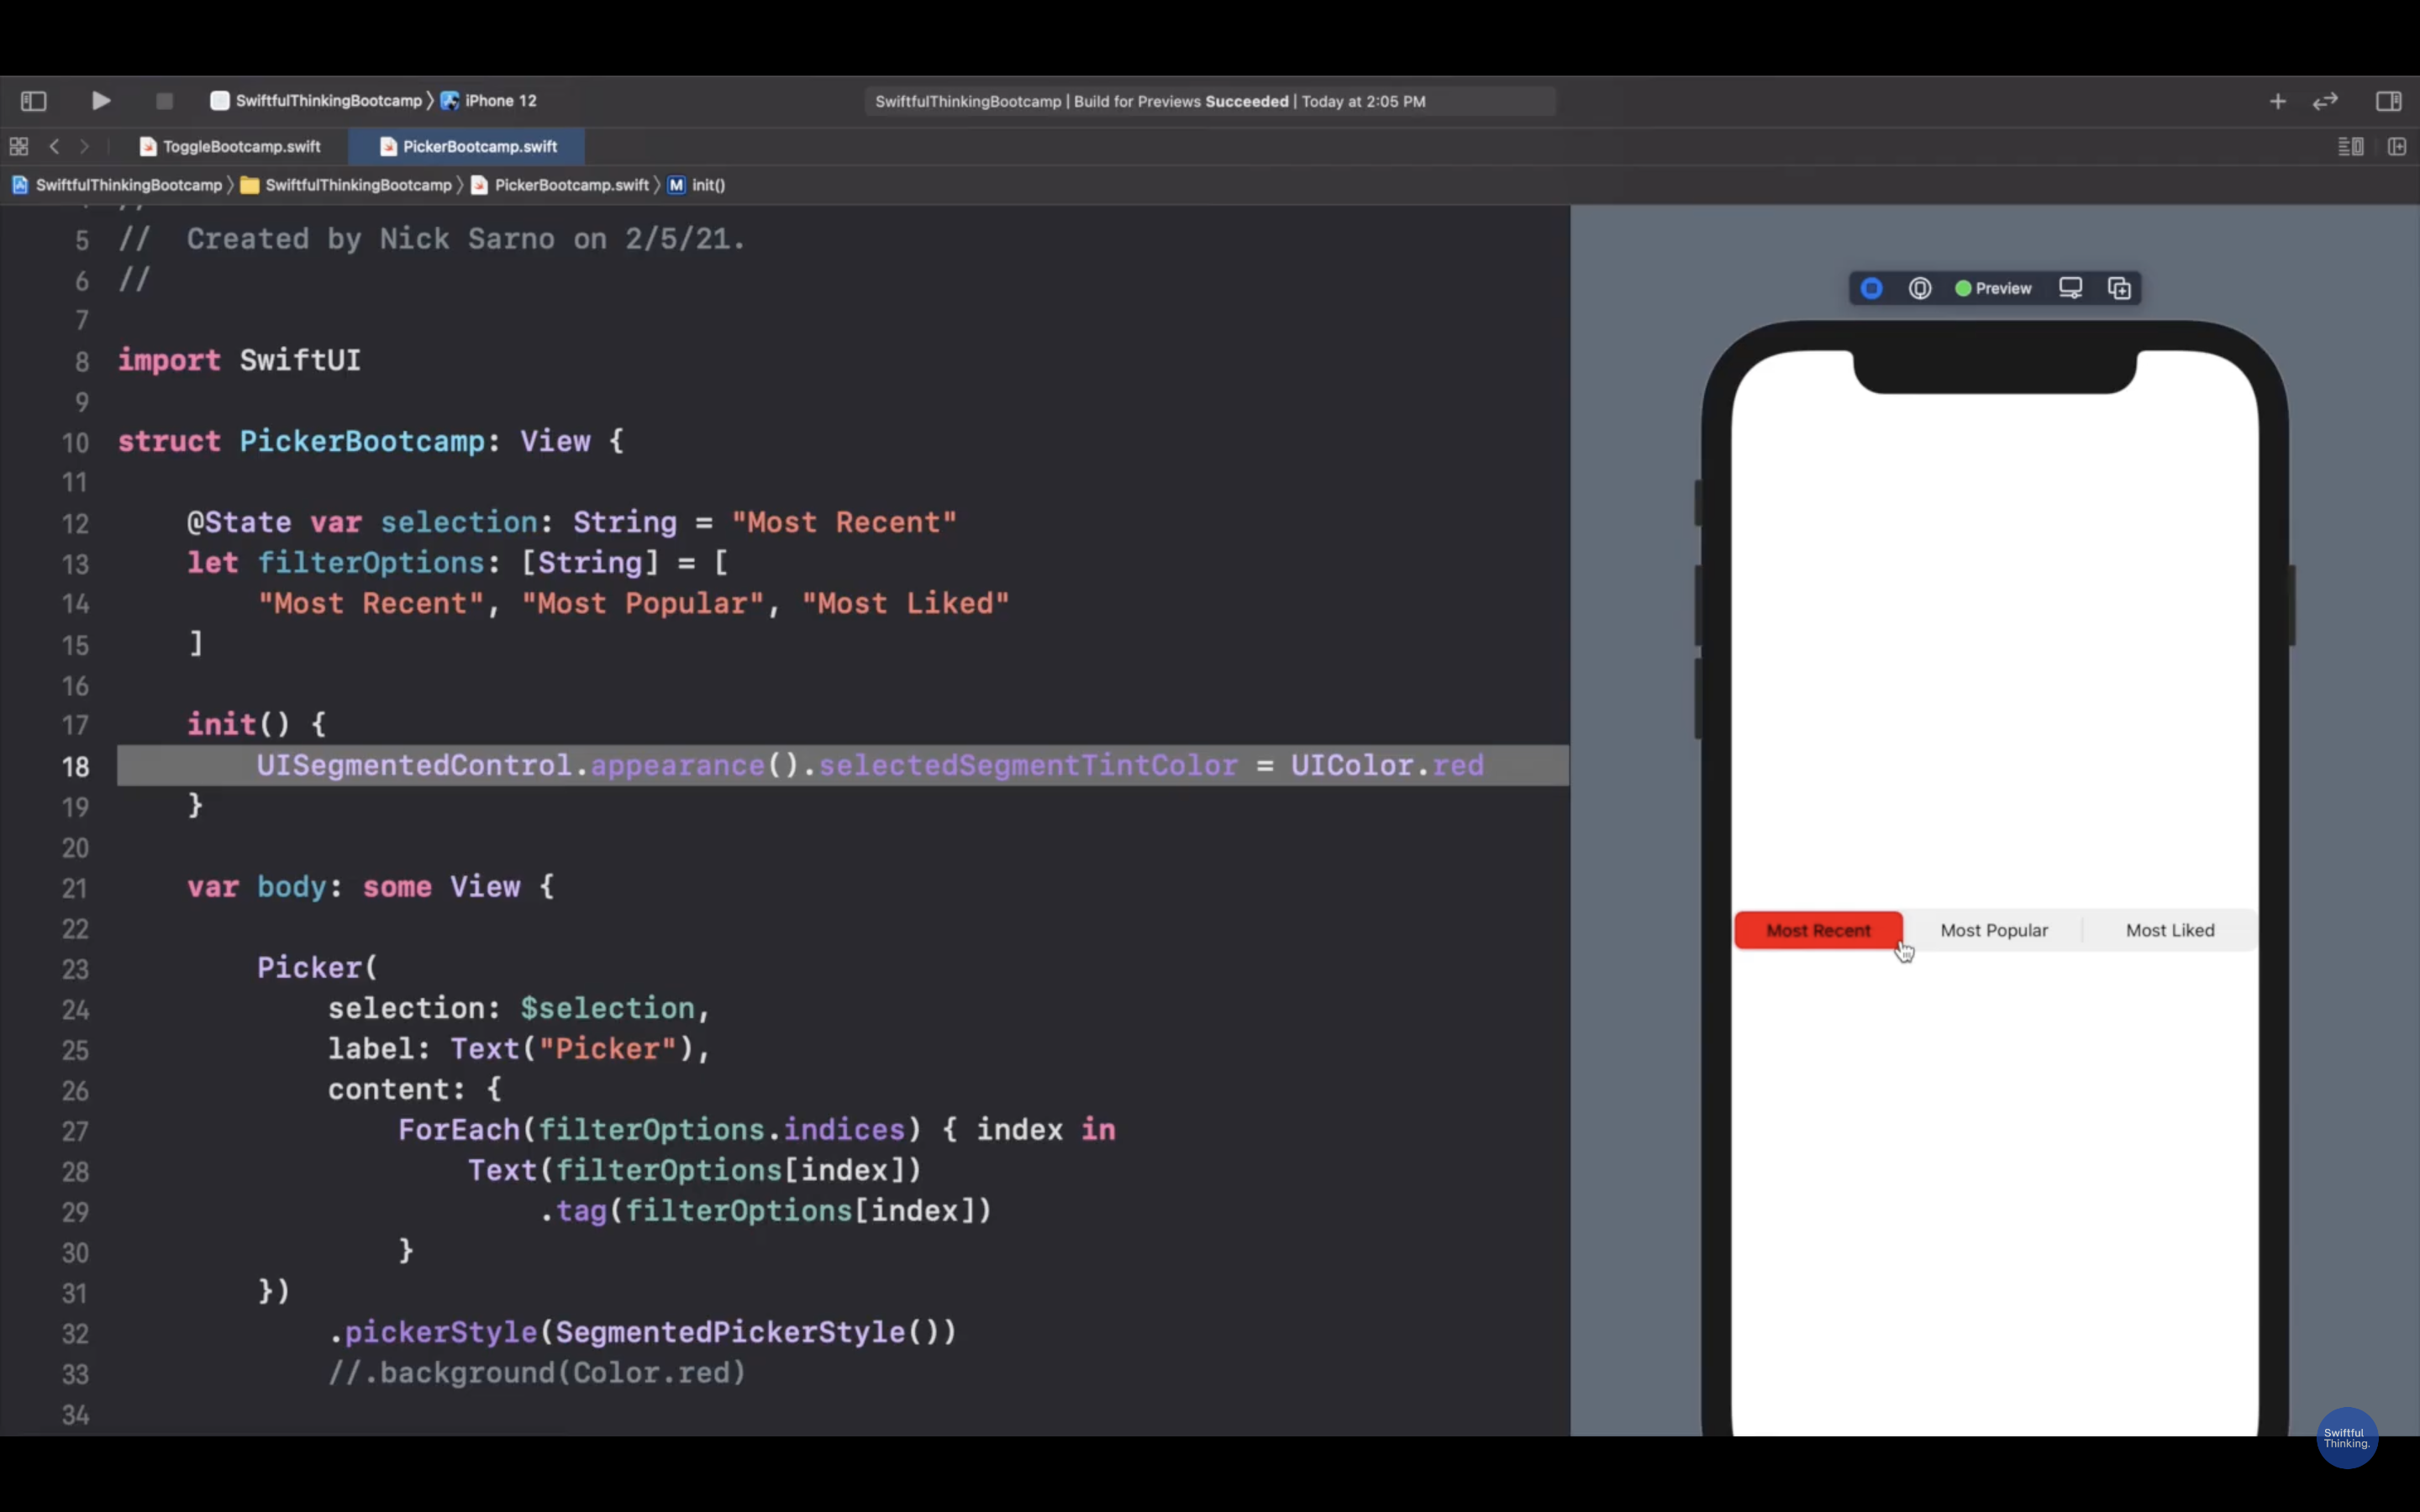 SwiftfulThinkingBootcamp 〉 iPhone 12
SwiftfulThinkingBootcamp | Build for Previews Succeeded | Today at 2:05 PM
ToggleBootcamp.swift
PickerBootcamp.swift
SwiftfulThinkingBootcamp 〉 SwiftfulThinkingBootcamp 〉 PickerBootcamp.swift 〉 M init()
5 //  Created by Nick Sarno on 2/5/21.
6 //
7
8 import SwiftUI
9
10 struct PickerBootcamp: View {
11
12     @State var selection: String = "Most Recent"
13     let filterOptions: [String] = [
14         "Most Recent", "Most Popular", "Most Liked"
15     ]
16
17     init() {
18         UISegmentedControl.appearance().selectedSegmentTintColor = UIColor.red
19     }
20
21     var body: some View {
22
23         Picker(
24             selection: $selection,
25             label: Text("Picker"),
26             content: {
27                 ForEach(filterOptions.indices) { index in
28                     Text(filterOptions[index])
29                         .tag(filterOptions[index])
30                 }
31         })
32             .pickerStyle(SegmentedPickerStyle())
33             //.background(Color.red)
34
Preview
Most Recent
Most Popular
Most Liked
Swiftful
Thinking.